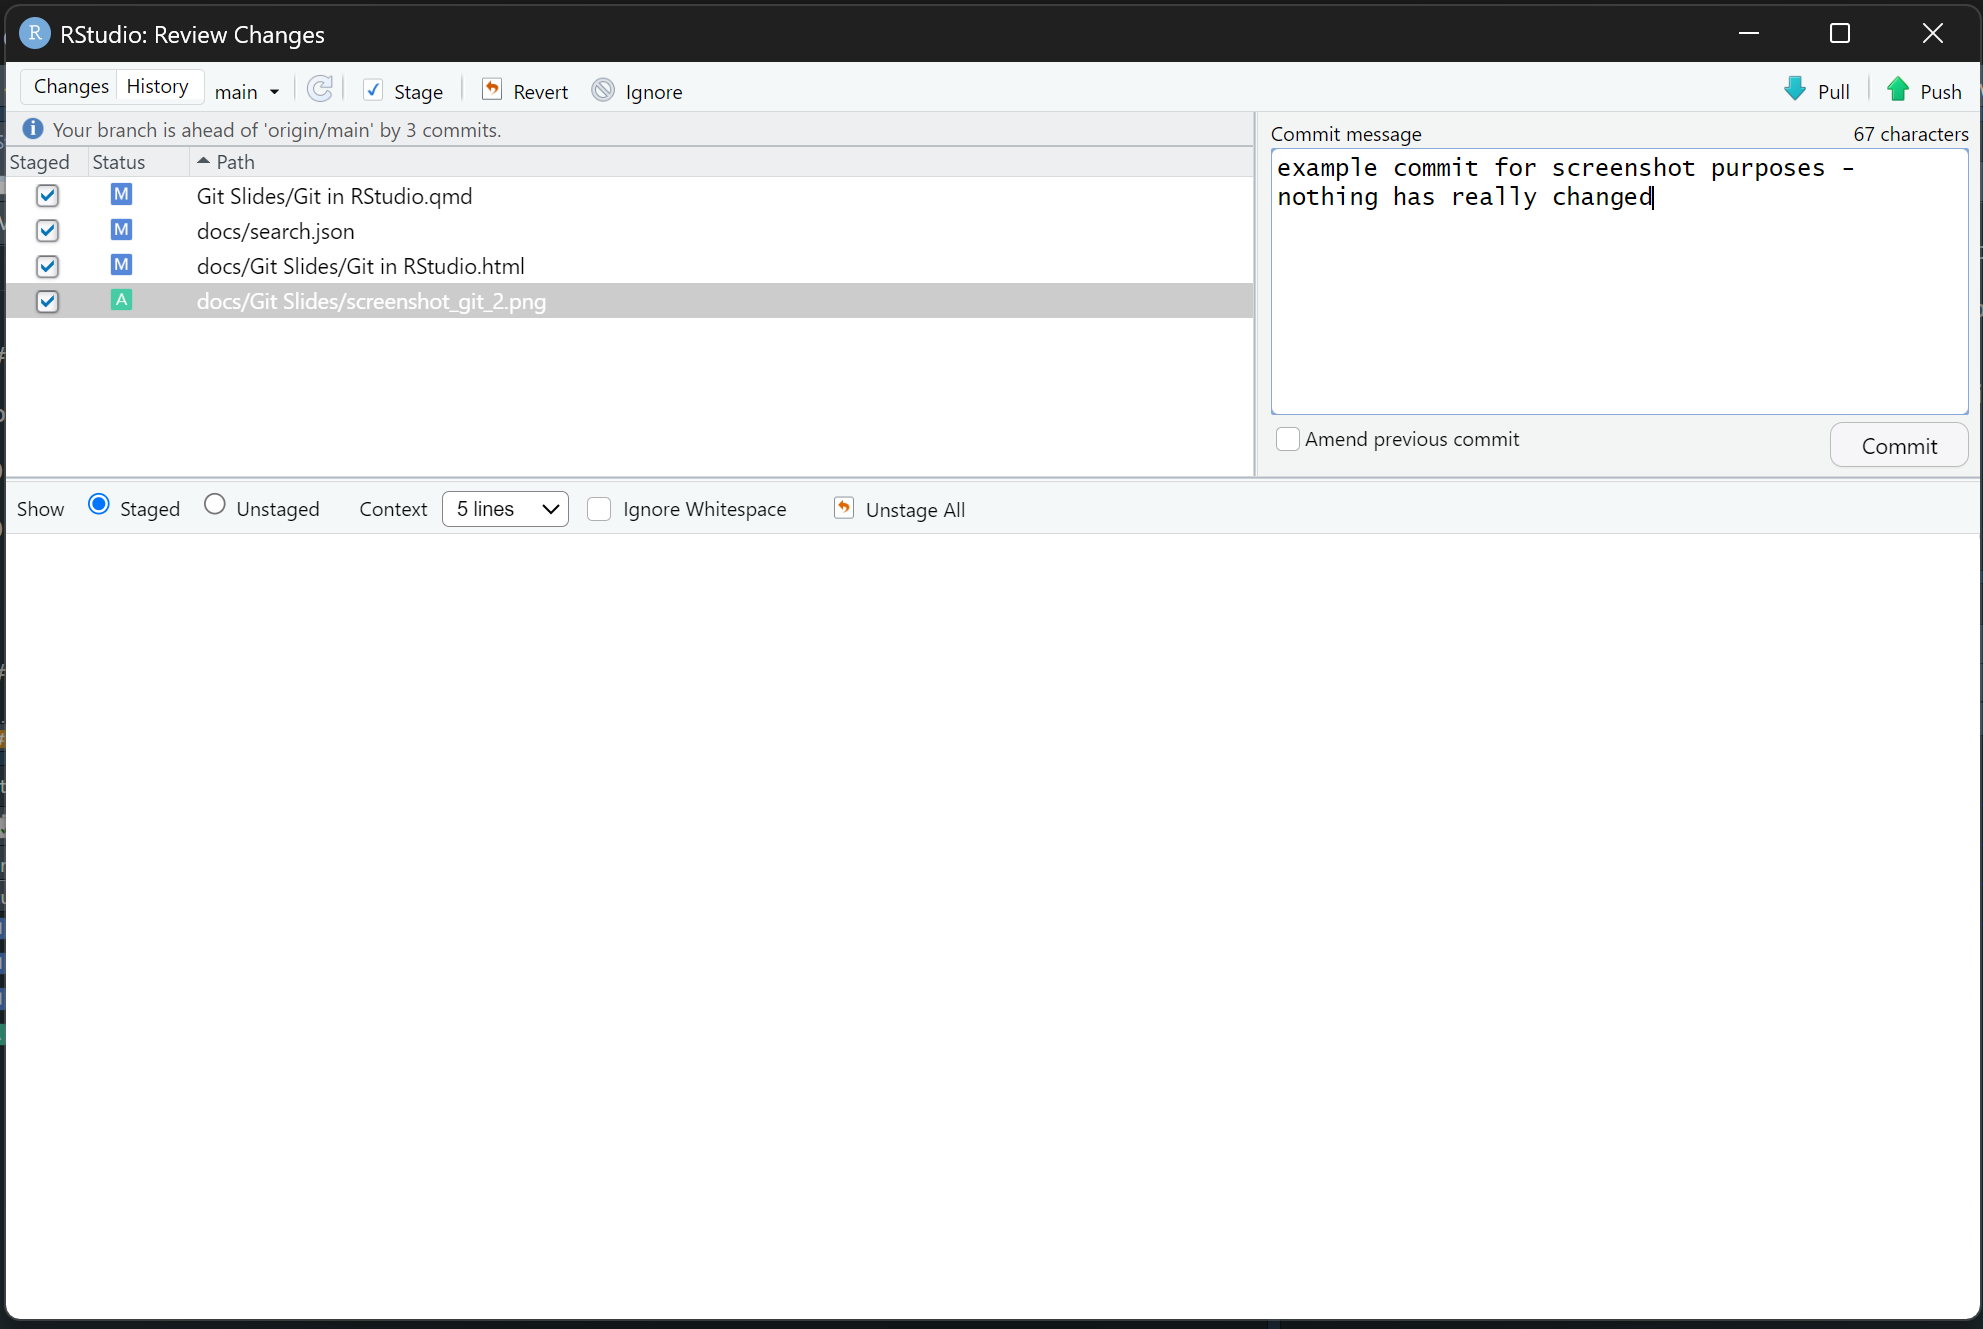 R RStudio: Review Changes
Changes History main Stage Revert Ignore Pull Push
Your branch is ahead of 'origin/main' by 3 commits.
Staged Status Path
M Git Slides/Git in RStudio.qmd
M docs/search.json
M docs/Git Slides/Git in RStudio.html
A docs/Git Slides/screenshot_git_2.png
Commit message 67 characters
example commit for screenshot purposes -
nothing has really changed
Amend previous commit Commit
Show Staged Unstaged Context 5 lines Ignore Whitespace Unstage All